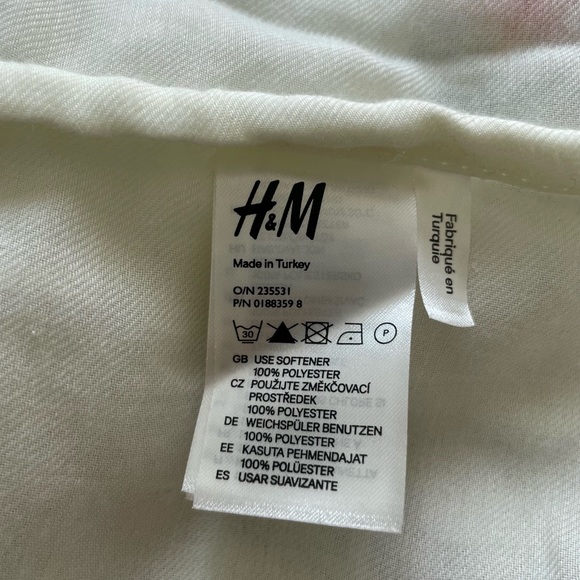 H&M
Made in Turkey
O/N 235531
P/N 0188359 8
30
P
GB USE SOFTENER
100% POLYESTER
CZ POUŽIJTE ZMĚKČOVACÍ
PROSTŘEDEK
100% POLYESTER
DE WEICHSPÜLER BENUTZEN
100% POLYESTER
EE KASUTA PEHMENDAJAT
100% POLÜESTER
ES USAR SUAVIZANTE
Fabriqué en
Turquie